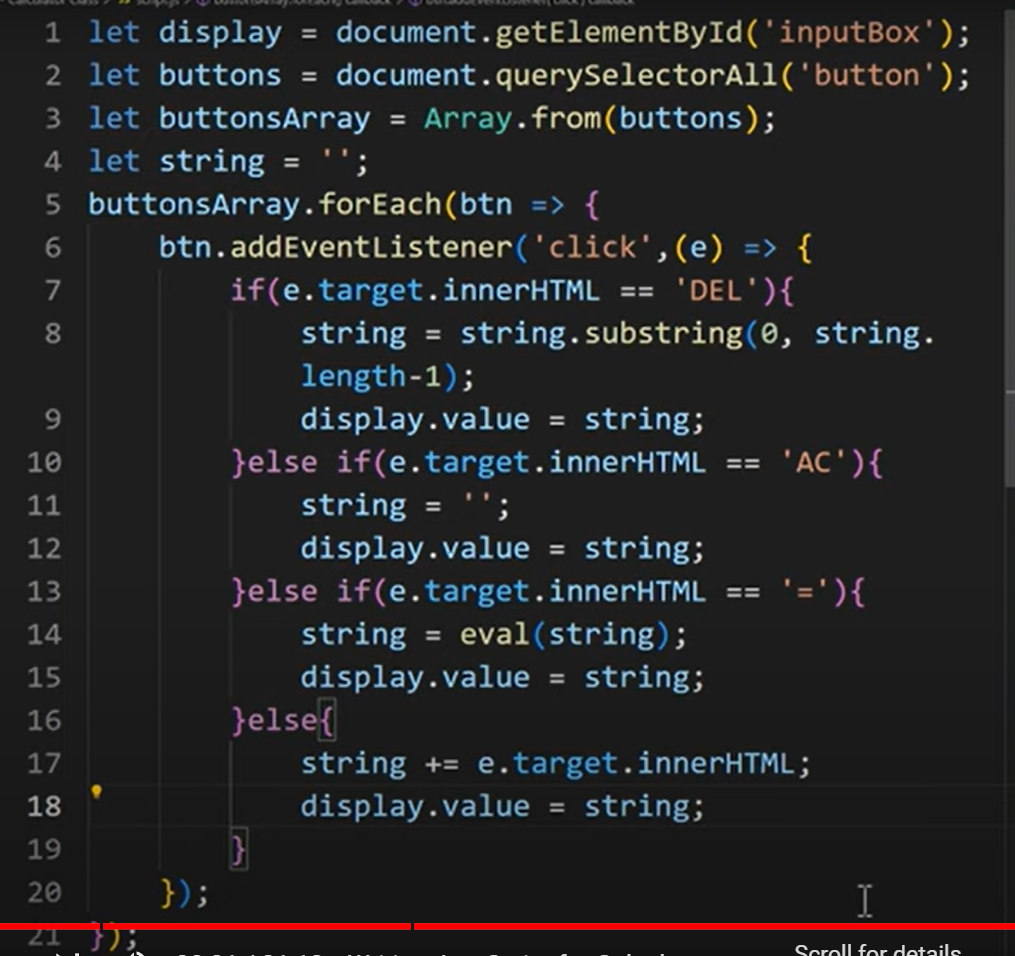 1 let display = document.getElementById('inputBox');
2 let buttons = document.querySelectorAll('button');
3 let buttonsArray = Array.from(buttons);
4 let string = '';
5 buttonsArray.forEach(btn => {
6 btn.addEventListener('click',(e) => {
7 if(e.target.innerHTML == 'DEL'){
8 string = string.substring(0, string.
length-1);
9 display.value = string;
10 }else if(e.target.innerHTML == 'AC'){
11 string = '';
12 display.value = string;
13 }else if(e.target.innerHTML == '='){
14 string = eval(string);
15 display.value = string;
16 }else{
17 string += e.target.innerHTML;
18 display.value = string;
19 }
20 });
21 });
Scroll for details